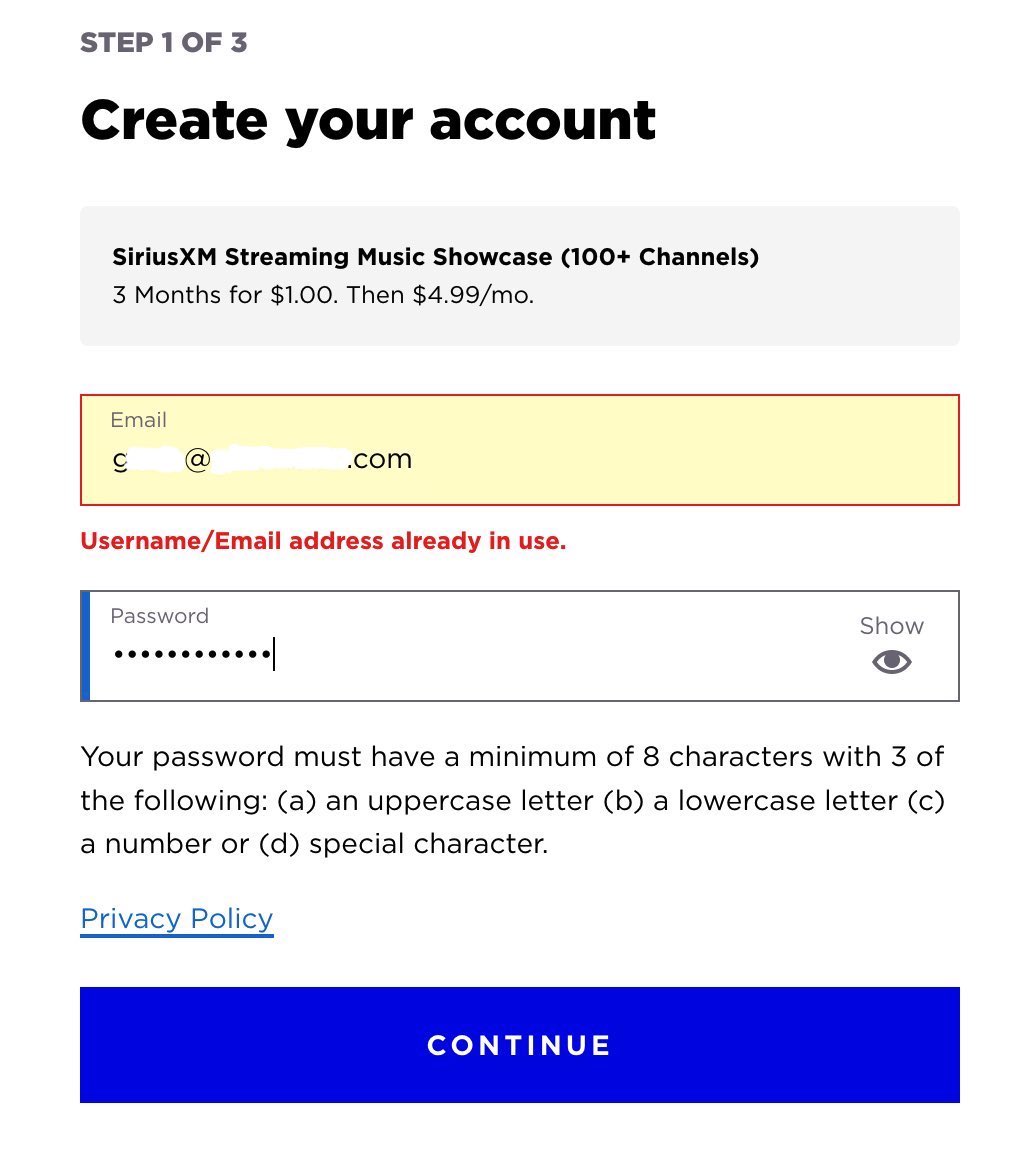 STEP 1 OF 3
Create your account
SiriusXM Streaming Music Showcase (100+ Channels)
3 Months for $1.00. Then $4.99/mo.
Email
g @ .com
Username/Email address already in use.
Password
••••••••••••
Show
Your password must have a minimum of 8 characters with 3 of
the following: (a) an uppercase letter (b) a lowercase letter (c)
a number or (d) special character.
Privacy Policy
CONTINUE